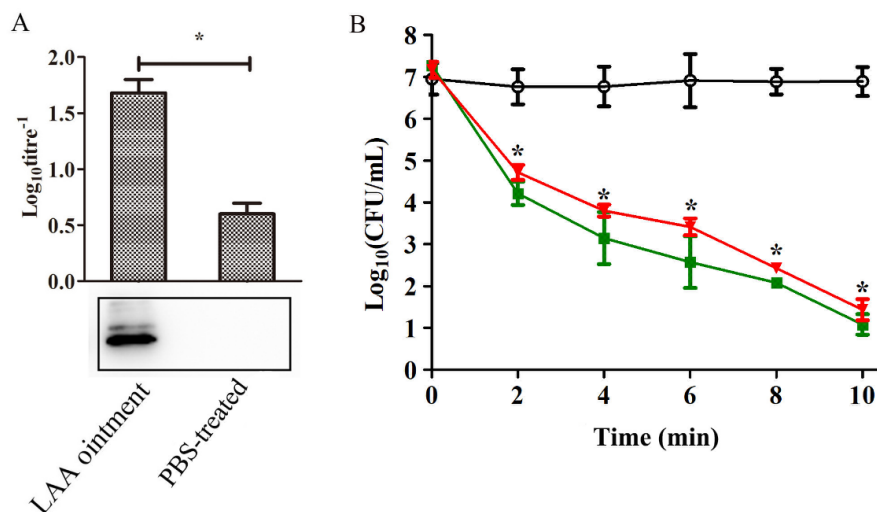 A
*
2.0
1.5
1.0
0.5
0.0
Log₁₀titre⁻¹
LAA ointment
PBS-treated
B
8
7
6
5
4
3
2
1
0
Log₁₀(CFU/mL)
* * * * *
0 2 4 6 8 10
Time (min)